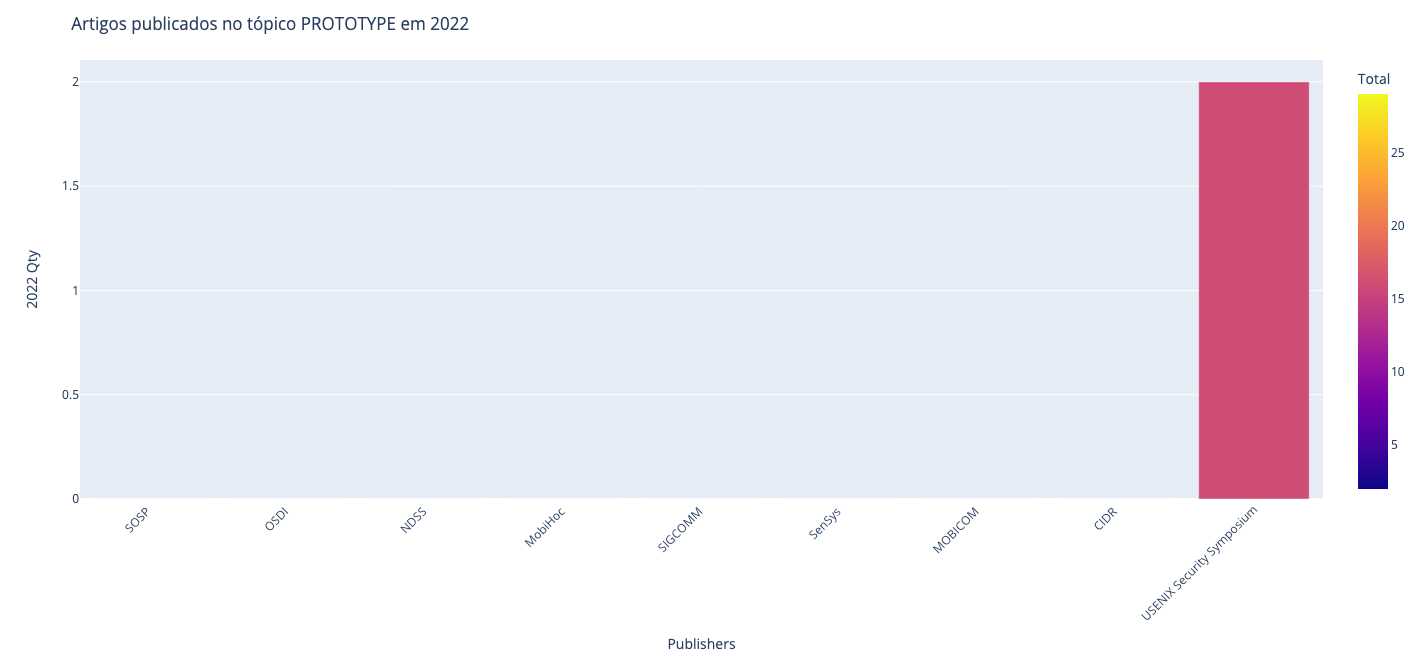 Artigos publicados no tópico PROTOTYPE em 2022
2022 Qty
2
1.5
1
0.5
0
SOSP
OSDI
NDSS
MobiHoc
SIGCOMM
SenSys
MOBICOM
CIDR
USENIX Security Symposium
Publishers
Total
25
20
15
10
5